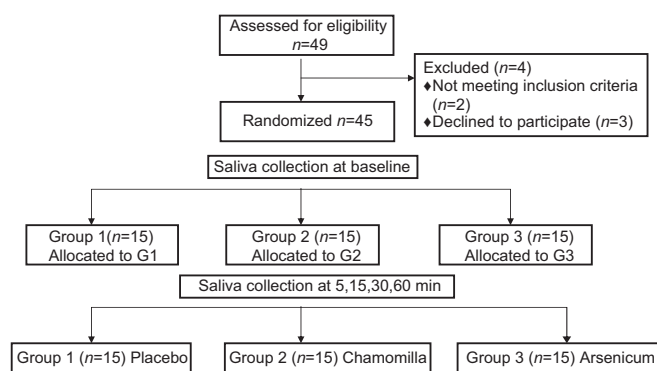 Assessed for eligibility
n=49
Excluded (n=4)
♦Not meeting inclusion criteria
(n=2)
♦Declined to participate (n=3)
Randomized n=45
Saliva collection at baseline
Group 1(n=15)
Allocated to G1
Group 2 (n=15)
Allocated to G2
Group 3 (n=15)
Allocated to G3
Saliva collection at 5,15,30,60 min
Group 1 (n=15) Placebo
Group 2 (n=15) Chamomilla
Group 3 (n=15) Arsenicum